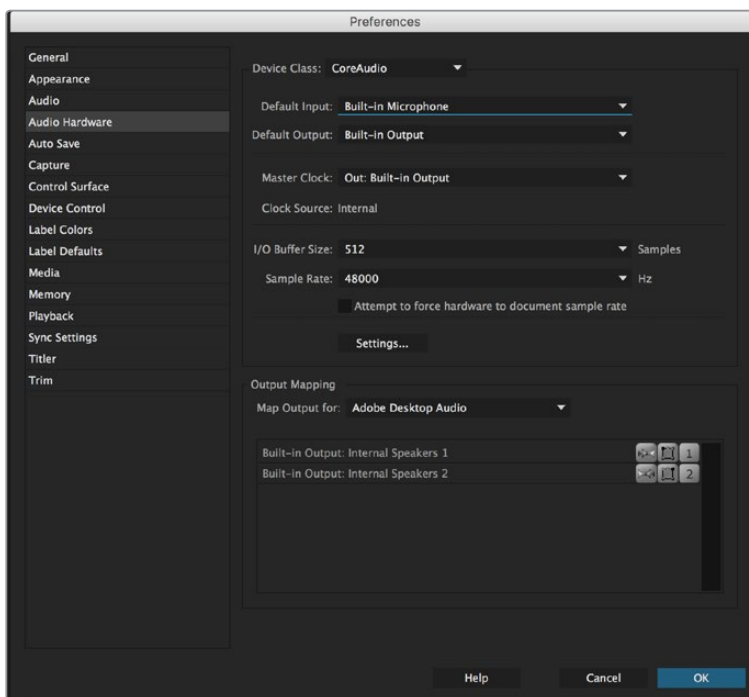 Preferences
General
Appearance
Audio
Audio Hardware
Auto Save
Capture
Control Surface
Device Control
Label Colors
Label Defaults
Media
Memory
Playback
Sync Settings
Titler
Trim
Device Class: CoreAudio
Default Input: Built-in Microphone
Default Output: Built-in Output
Master Clock: Out: Built-in Output
Clock Source: Internal
I/O Buffer Size: 512 Samples
Sample Rate: 48000 Hz
Attempt to force hardware to document sample rate
Settings...
Output Mapping
Map Output for: Adobe Desktop Audio
Built-in Output: Internal Speakers 1 1
Built-in Output: Internal Speakers 2 2
Help Cancel OK